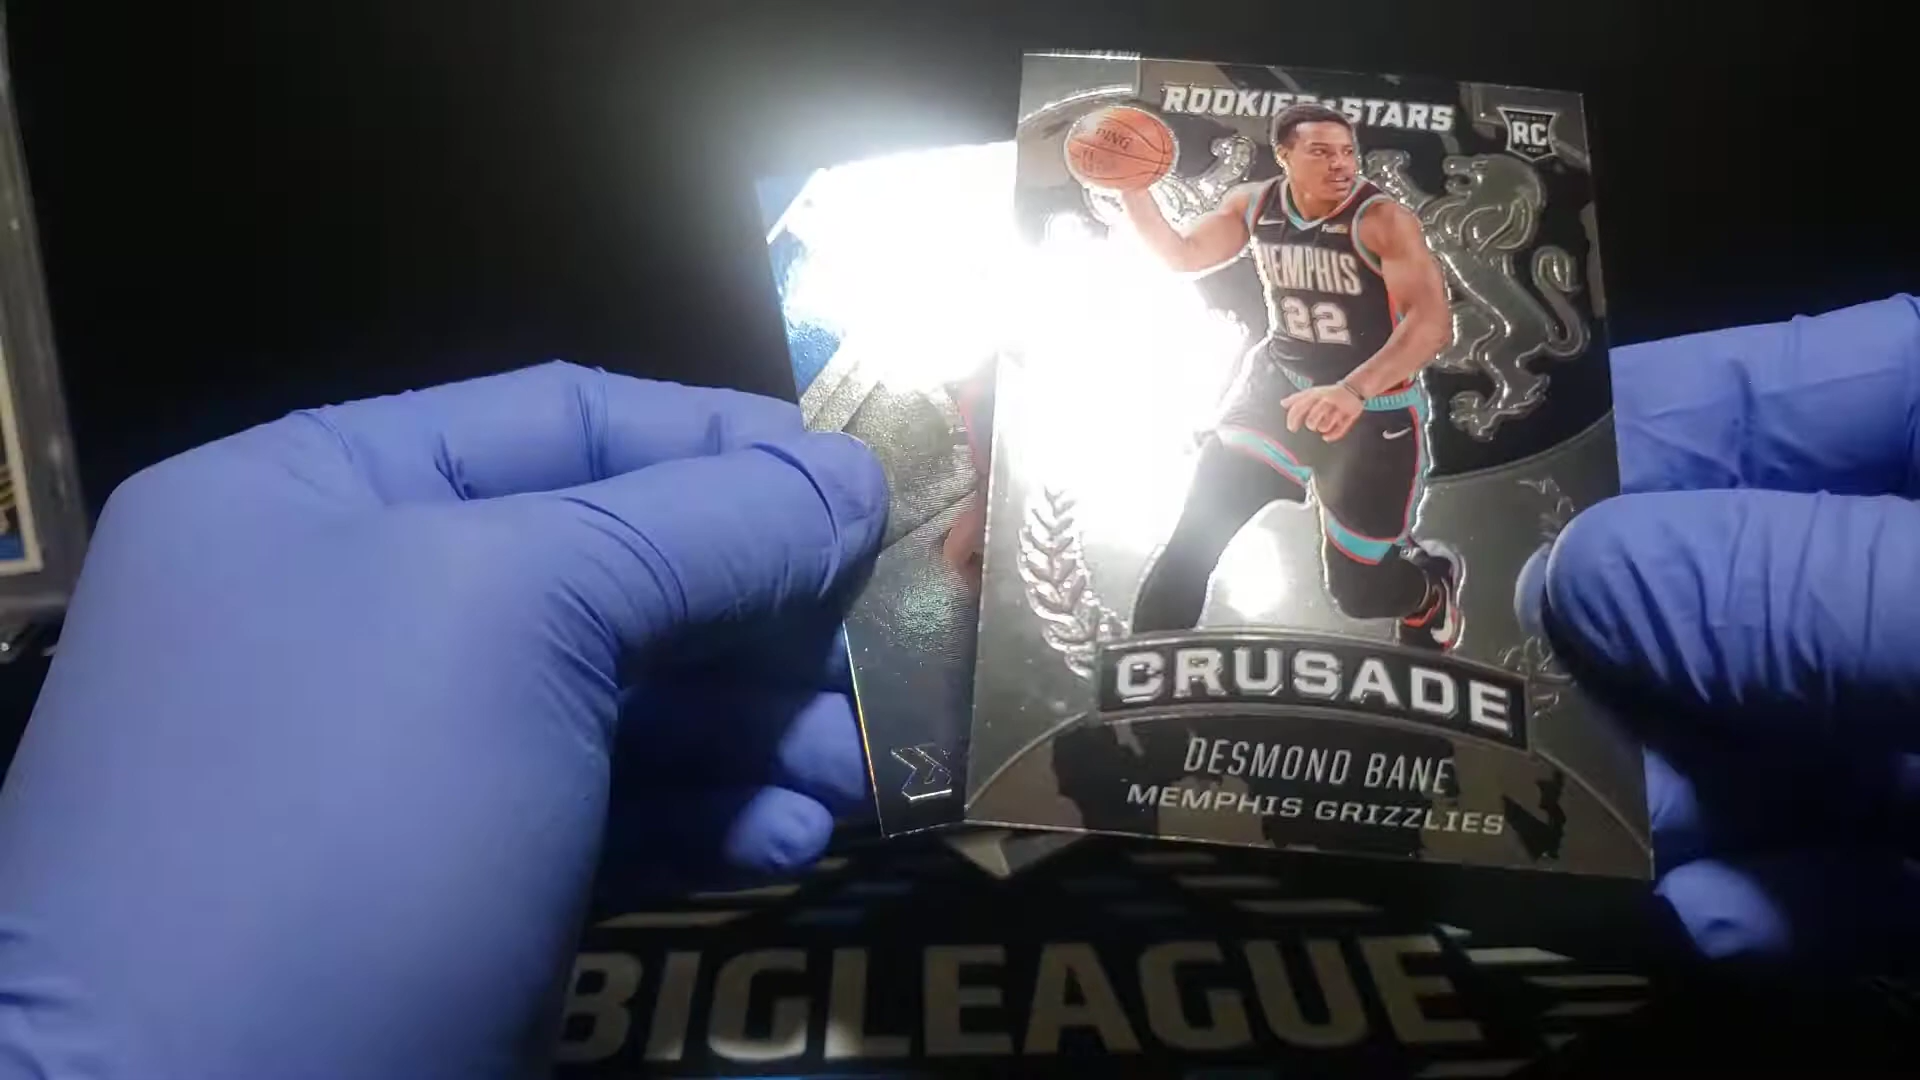 ROOKIES & STARS
RC
MEMPHIS
22
CRUSADE
DESMOND BANE
MEMPHIS GRIZZLIES
BIGLEAGUE